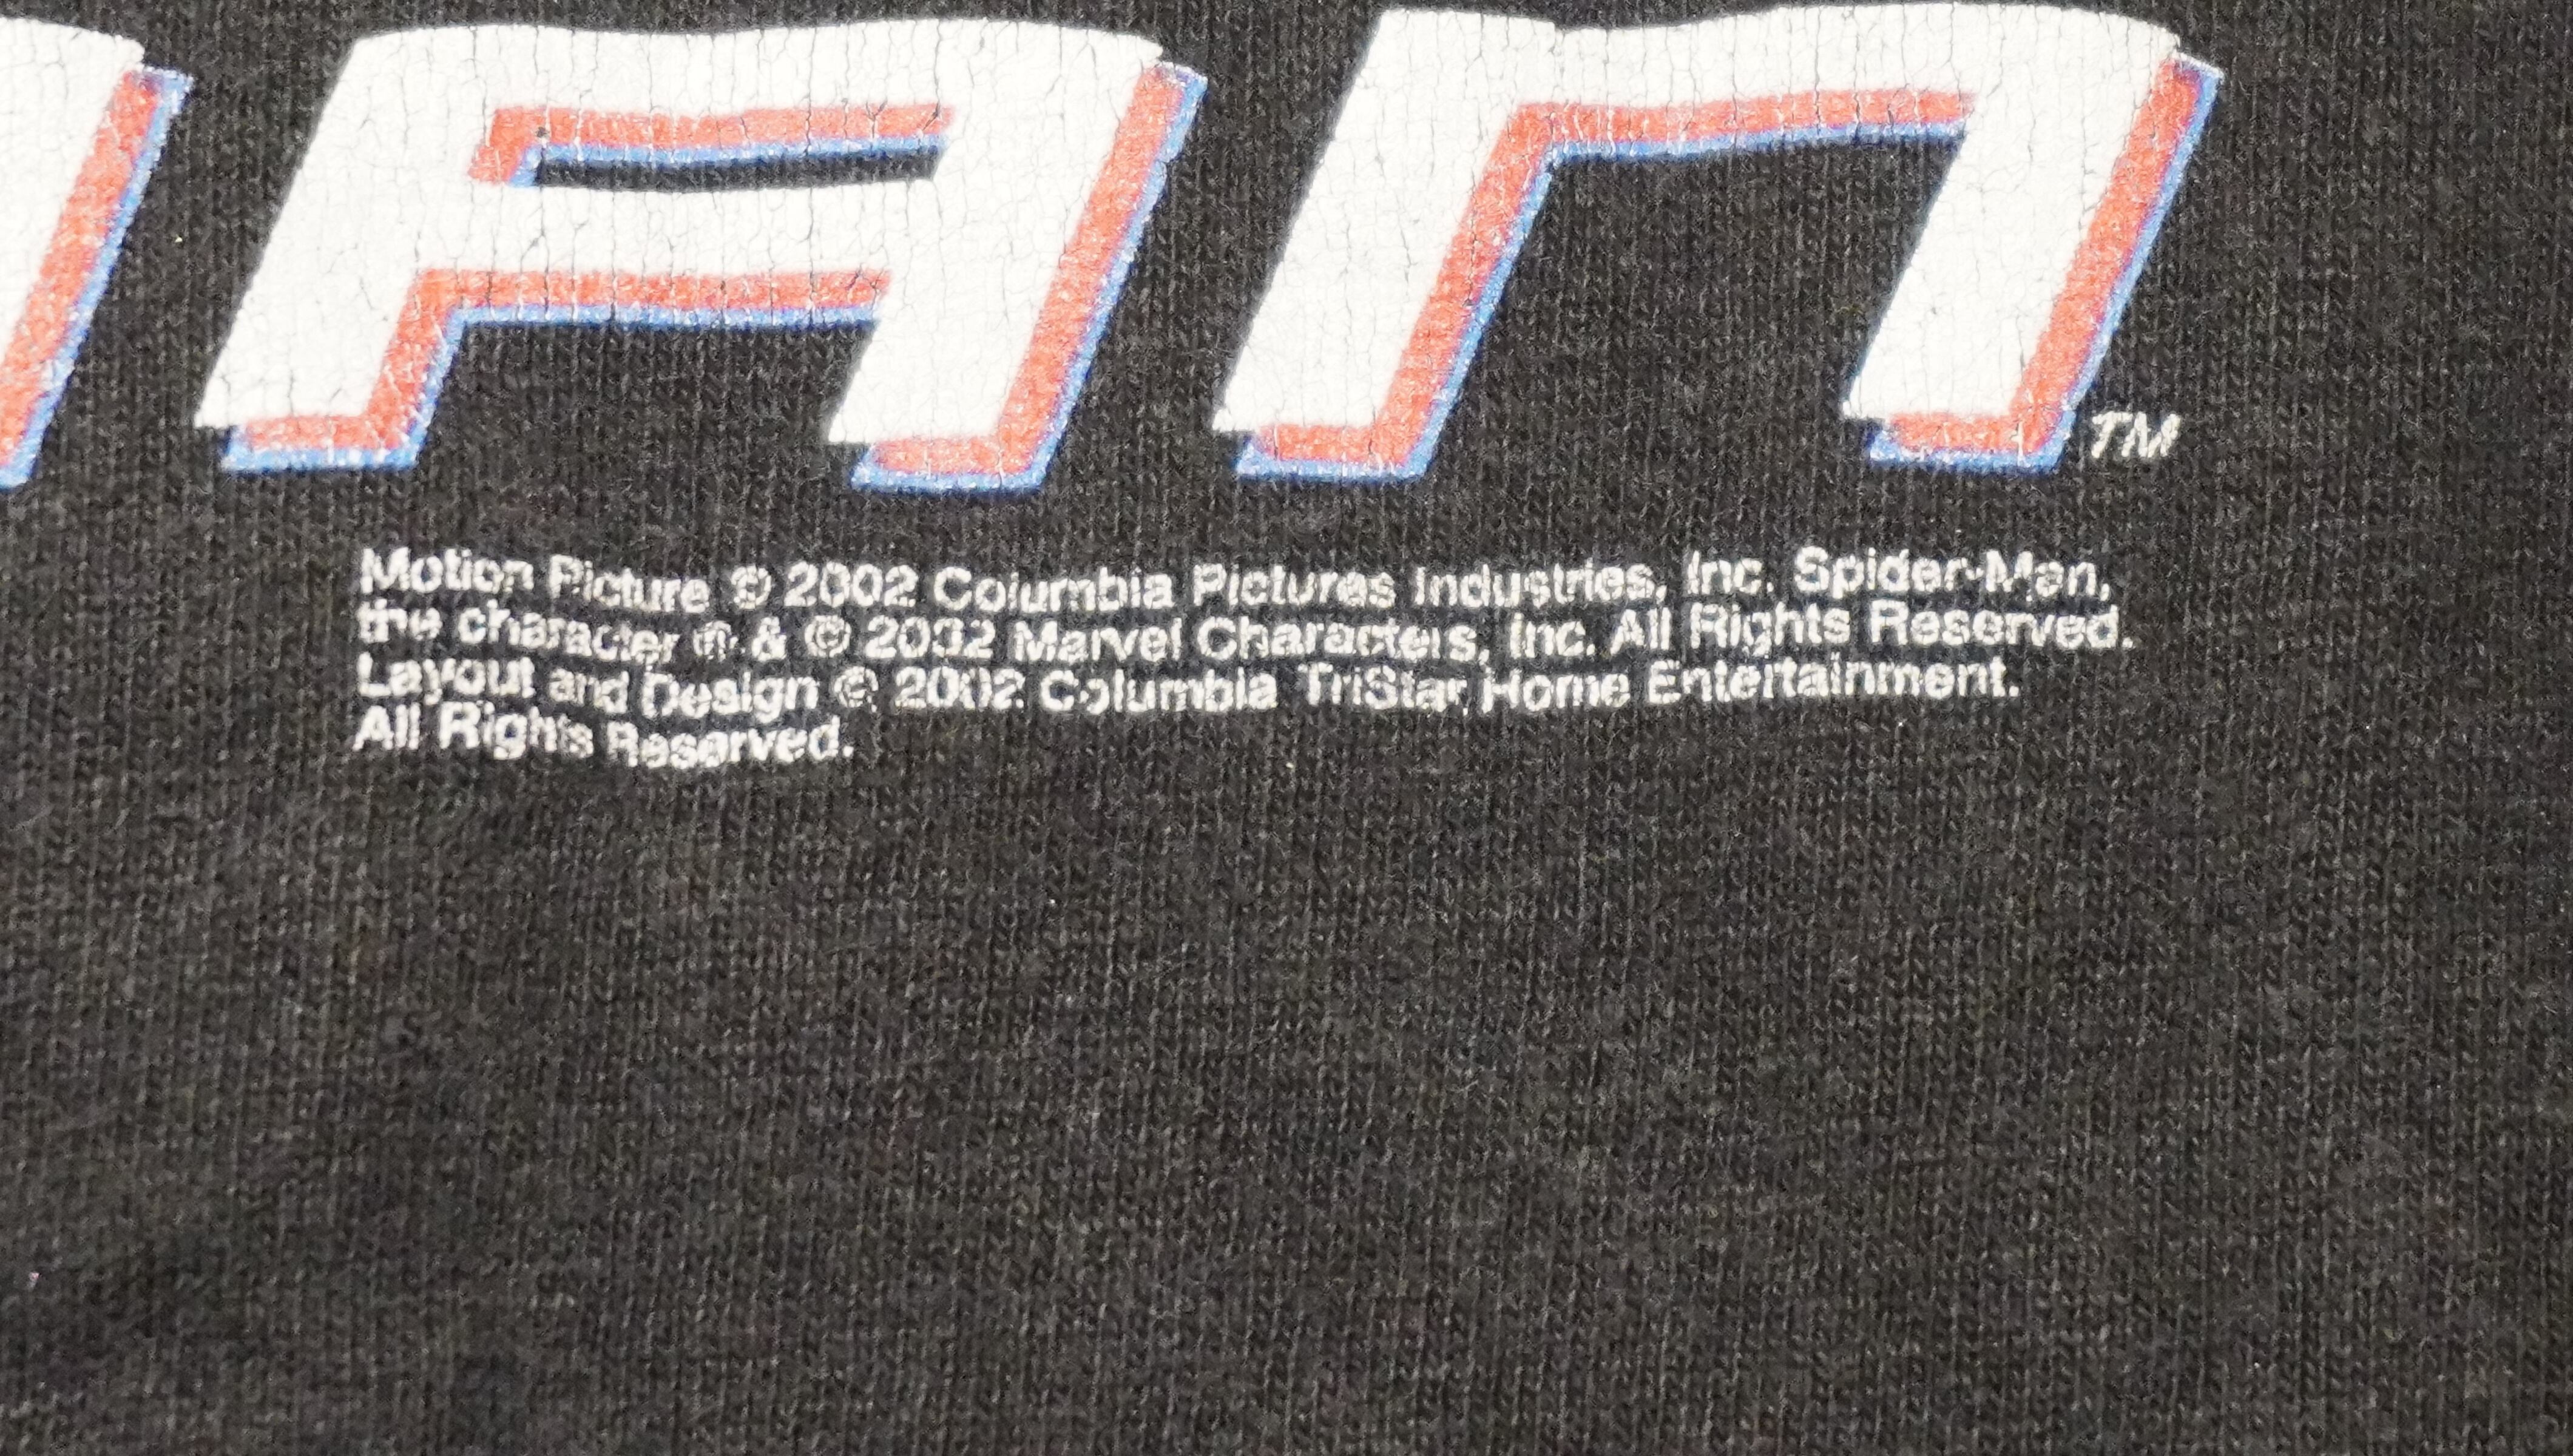 AN
TM
Motion Picture © 2002 Columbia Pictures Industries, Inc. Spider-Man,
the character ® & © 2002 Marvel Characters, Inc. All Rights Reserved.
Layout and Design © 2002 Columbia TriStar Home Entertainment.
All Rights Reserved.